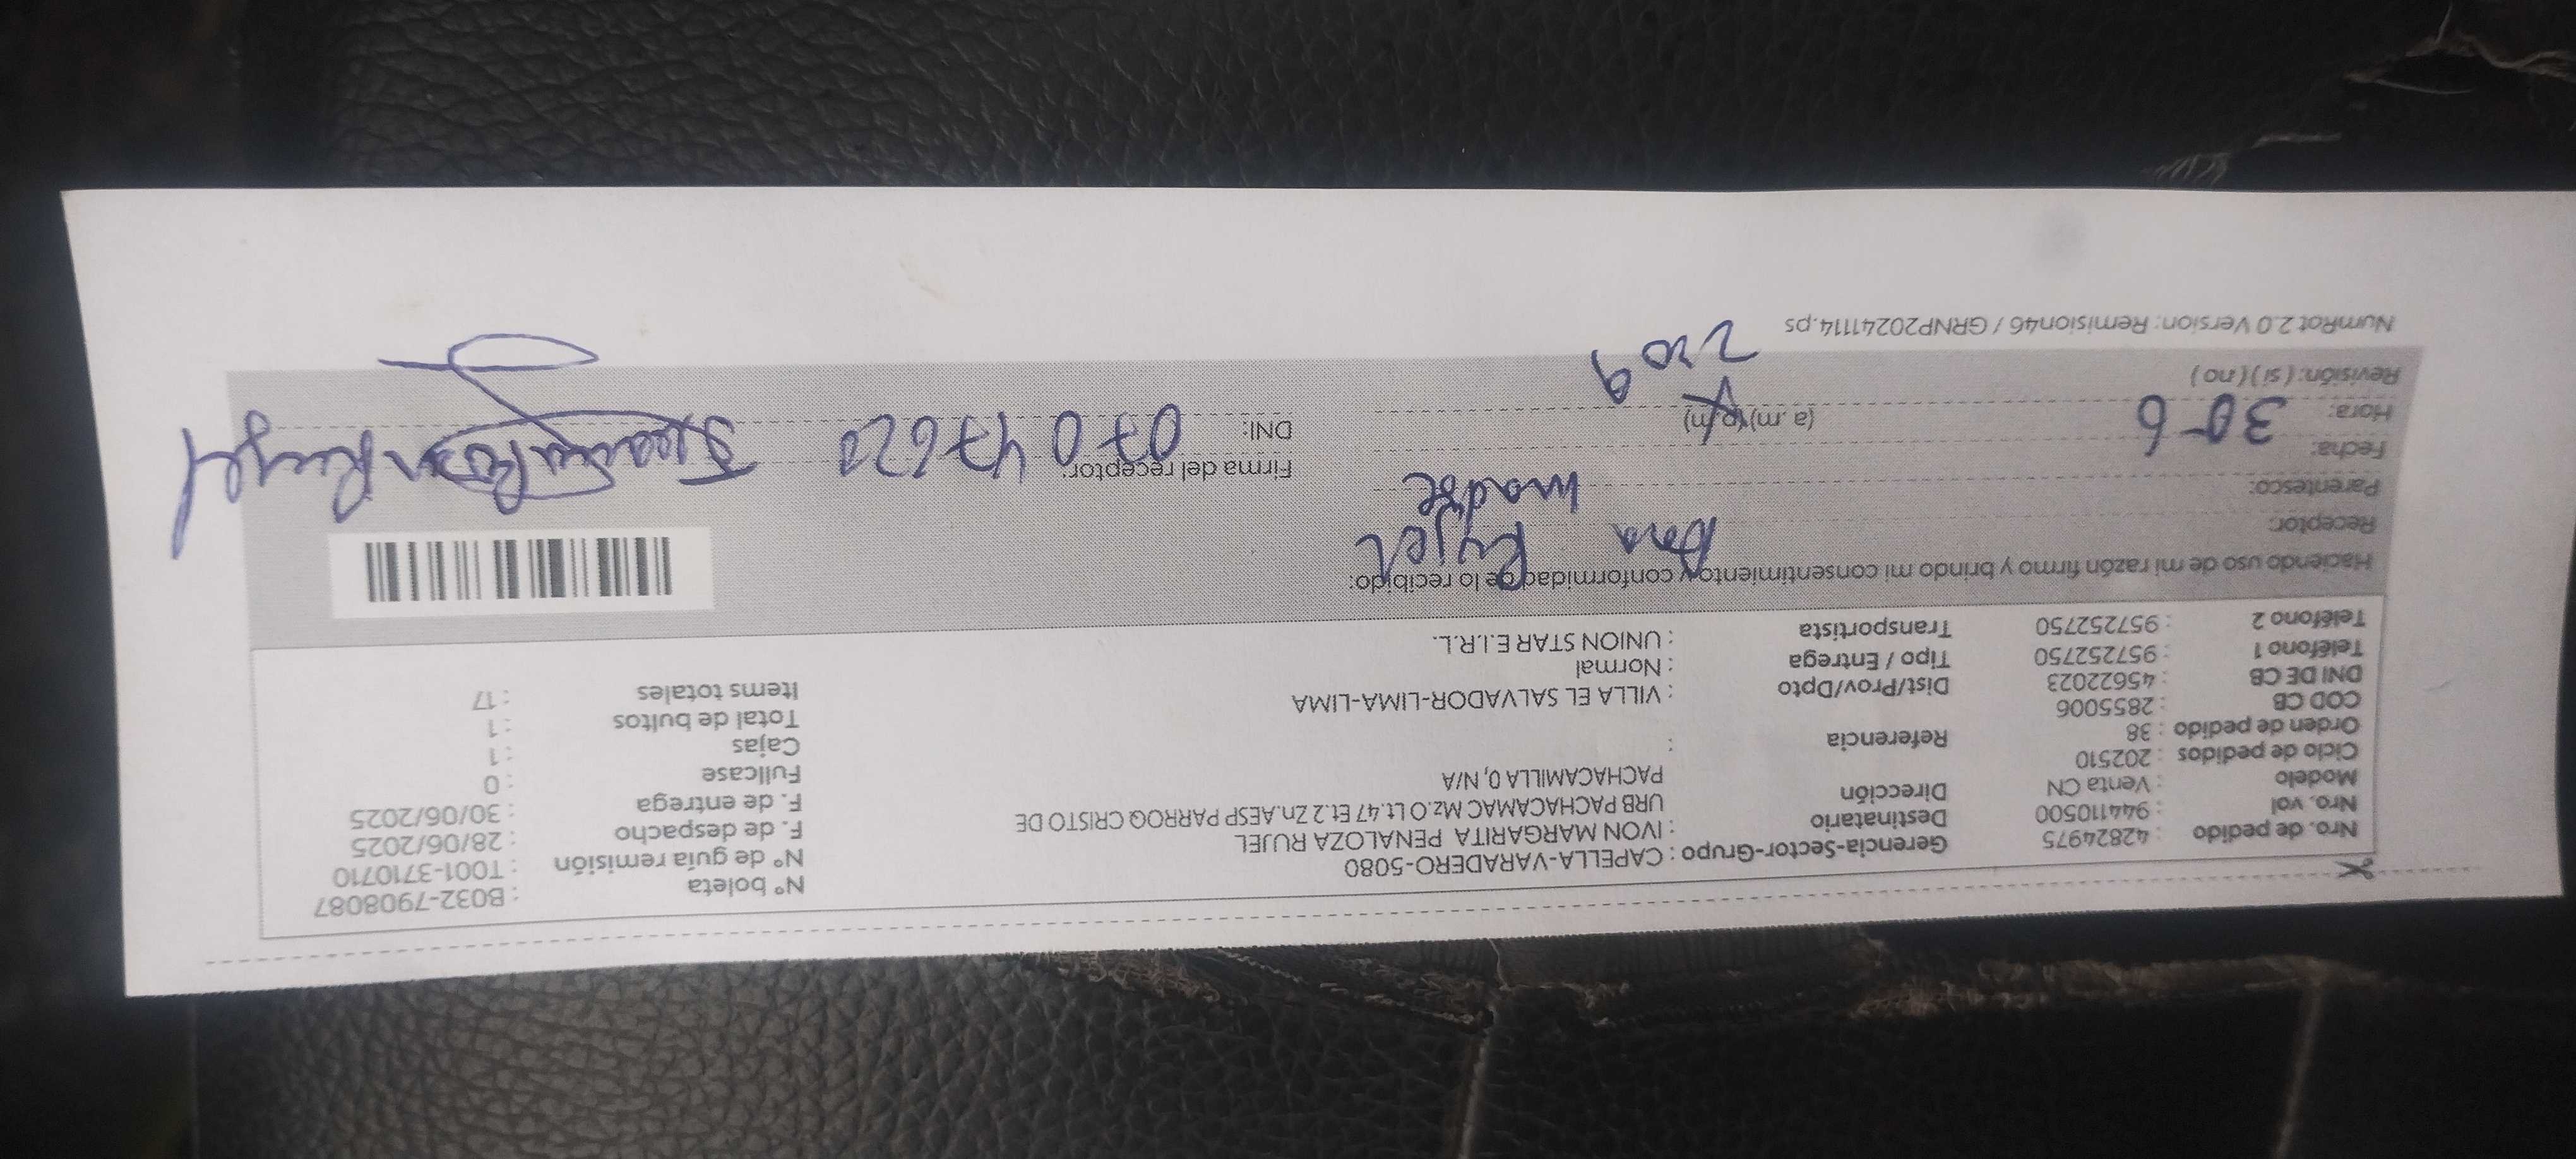 Nro. de pedido : 42824975 Gerencia-Sector-Grupo : CAPELLA-VARADERO-5080 N° boleta : B032-7908087
Nro. vol : 944110500 Destinatario : IVON MARGARITA PENALOZA RUJEL N° de guía remisión : T001-3710710
Modelo : Venta CN Dirección URB PACHACAMAC Mz.O Lt.47 Et.2 Zn.AESP PARROQ CRISTO DE F. de despacho : 28/06/2025
Ciclo de pedidos : 202510 PACHACAMILLA 0, N/A F. de entrega : 30/06/2025
Orden de pedido : 38 Referencia : Fullcase : 0
COD CB : 2855006 Cajas : 1
DNI DE CB : 45622023 Dist/Prov/Dpto : VILLA EL SALVADOR-LIMA-LIMA Total de bultos : 1
Teléfono 1 : 957252750 Tipo / Entrega : Normal Items totales : 17
Teléfono 2 : 957252750 Transportista : UNION STAR E.I.R.L.
Haciendo uso de mi razón firmo y brindo mi consentimiento y conformidad de lo recibido:
Receptor: Rujel
Parentesco: madre
Fecha: 30-6 Firma del receptor:
Hora: (a.m) (p.m) DNI: 07047620
Revisión: ( si ) ( no )
NumRot 2.0 Version: Remision46 / GRNP20241114.ps